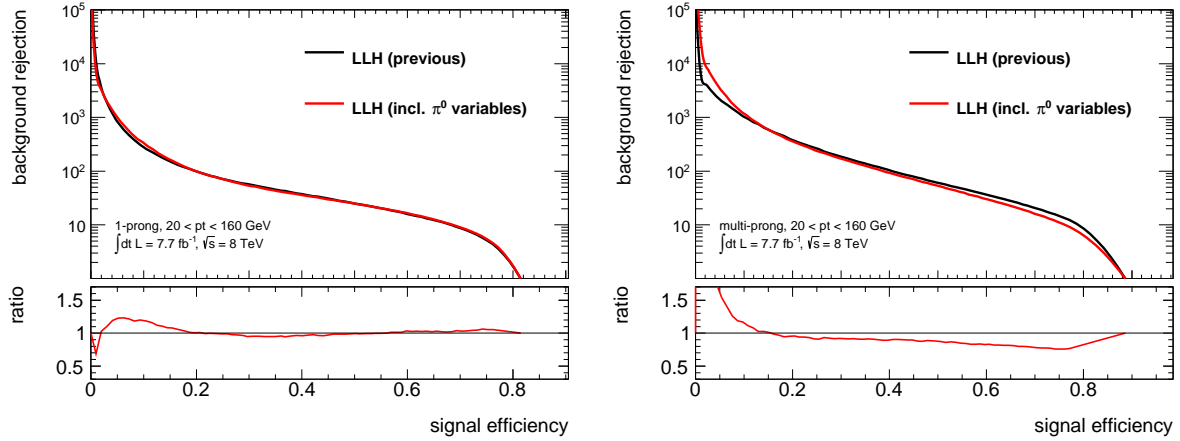 background rejection
10⁵
10⁴
10³
10²
10
LLH (previous)
LLH (incl. π⁰ variables)
1-prong, 20 < pt < 160 GeV
∫dt L = 7.7 fb⁻¹, √s = 8 TeV
ratio
1.5
1
0.5
0 0.2 0.4 0.6 0.8
signal efficiency
background rejection
10⁵
10⁴
10³
10²
10
LLH (previous)
LLH (incl. π⁰ variables)
multi-prong, 20 < pt < 160 GeV
∫dt L = 7.7 fb⁻¹, √s = 8 TeV
ratio
1.5
1
0.5
0 0.2 0.4 0.6 0.8
signal efficiency